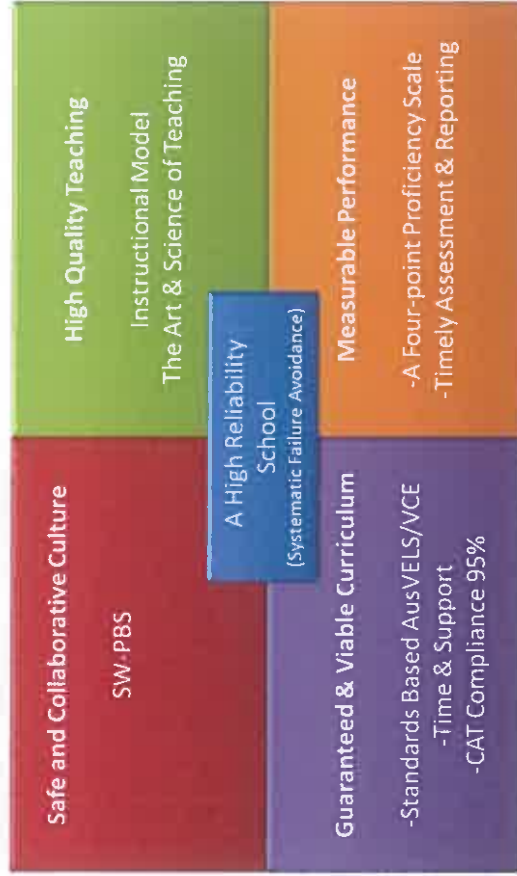 Safe and Collaborative Culture
SW-PBS
High Quality Teaching
Instructional Model
The Art & Science of Teaching
A High Reliability
School
(Systematic Failure Avoidance)
Guaranteed & Viable Curriculum
-Standards Based AusVELS/VCE
-Time & Support
-CAT Compliance 95%
Measurable Performance
-A Four-point Proficiency Scale
-Timely Assessment & Reporting